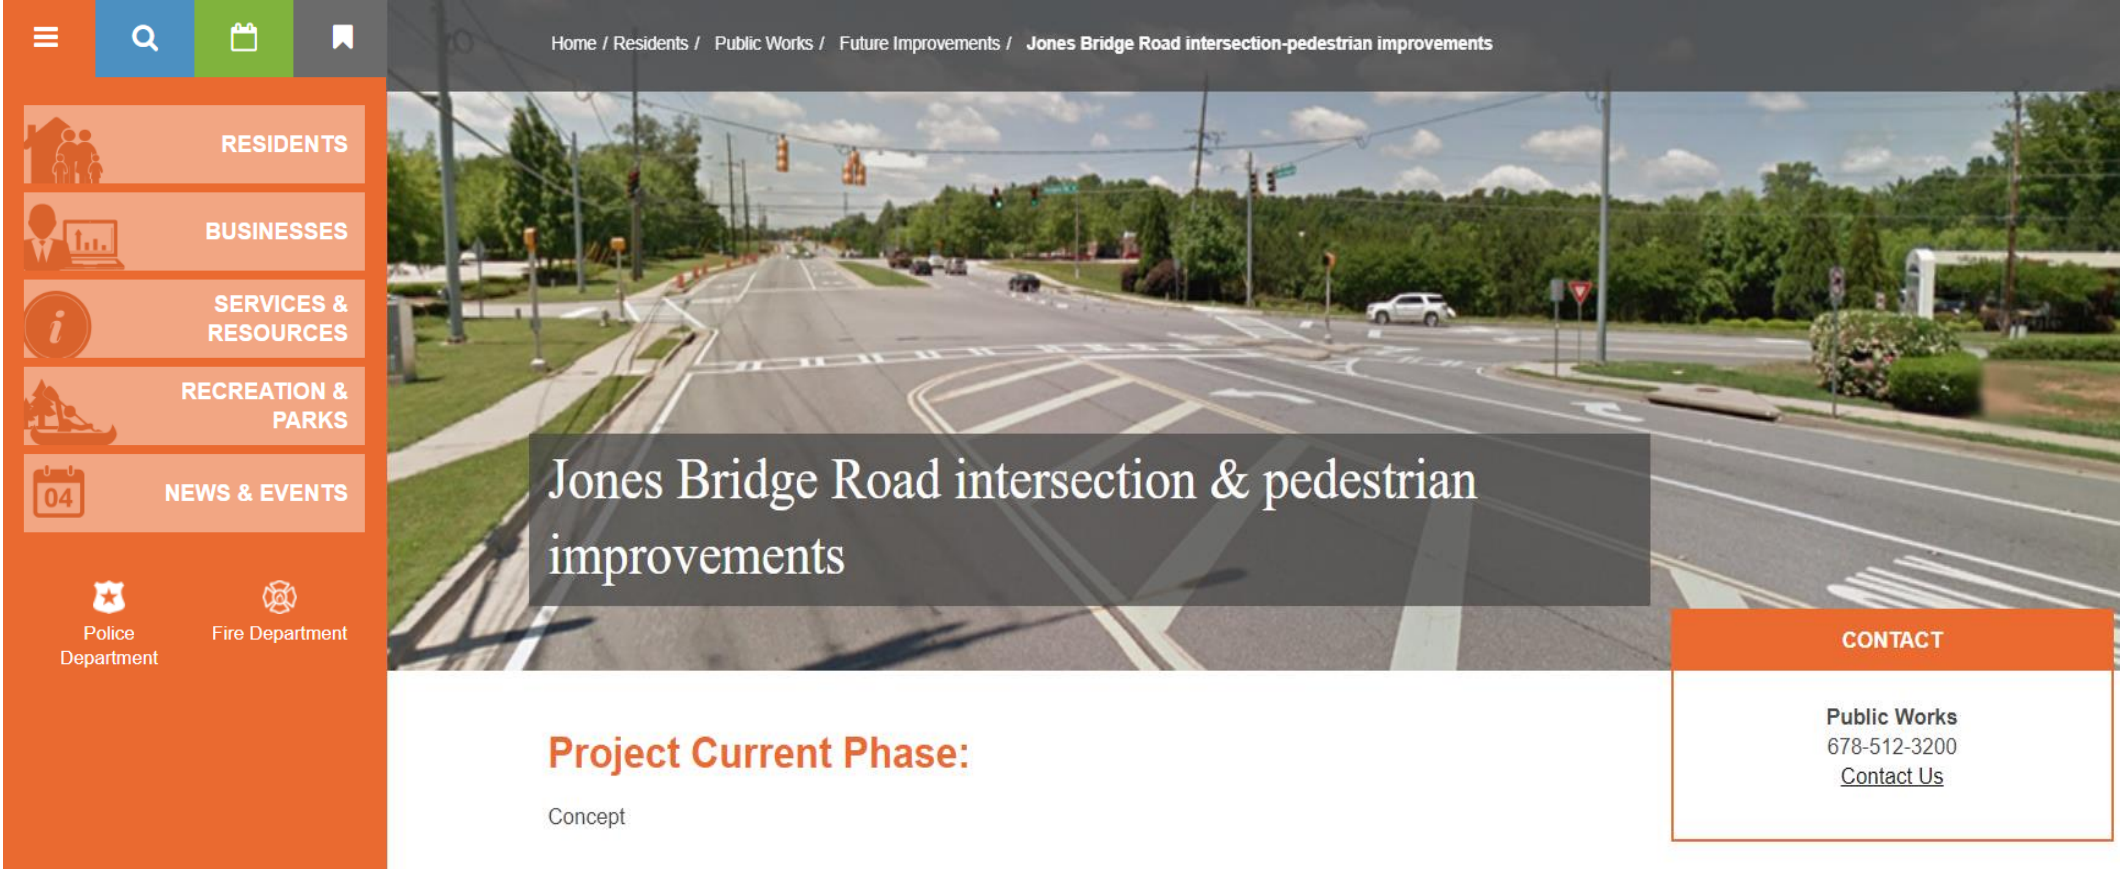 Home / Residents / Public Works / Future Improvements / Jones Bridge Road intersection-pedestrian improvements
RESIDENTS
BUSINESSES
SERVICES &
RESOURCES
RECREATION &
PARKS
04
NEWS & EVENTS
Police
Department
Fire Department
Jones Bridge Road intersection & pedestrian
improvements
CONTACT
Public Works
678-512-3200
Contact Us
Project Current Phase:
Concept